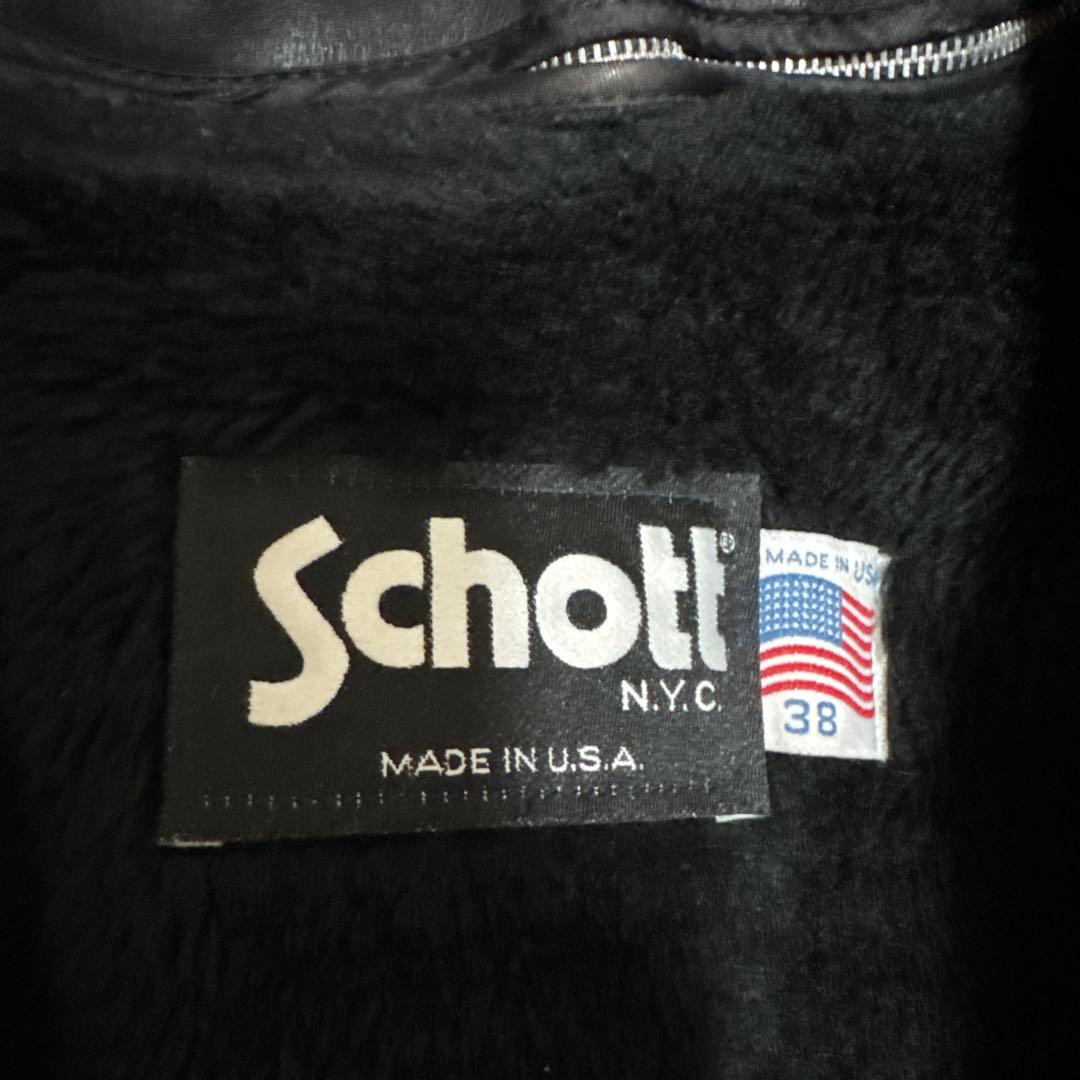 Schott®
N.Y.C.
MADE IN U.S.A.
MADE IN USA
38